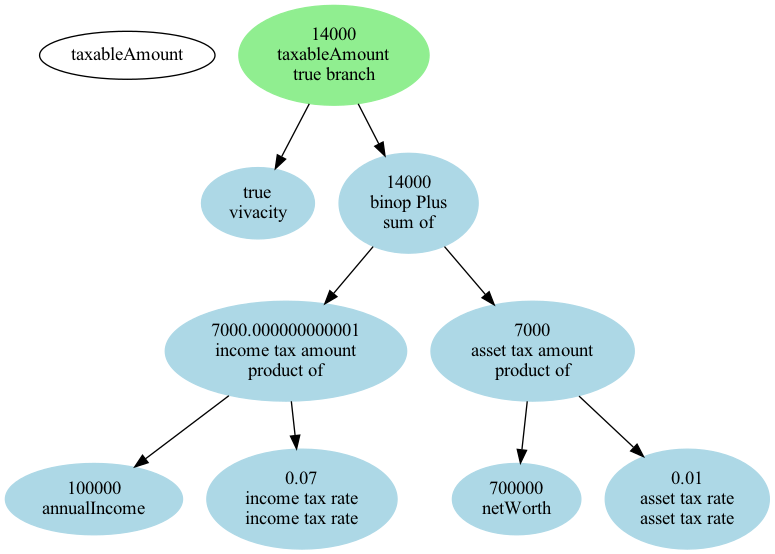 taxableAmount
14000
taxableAmount
true branch
true
vivacity
14000
binop Plus
sum of
7000.000000000001
income tax amount
product of
7000
asset tax amount
product of
100000
annualIncome
0.07
income tax rate
income tax rate
700000
netWorth
0.01
asset tax rate
asset tax rate